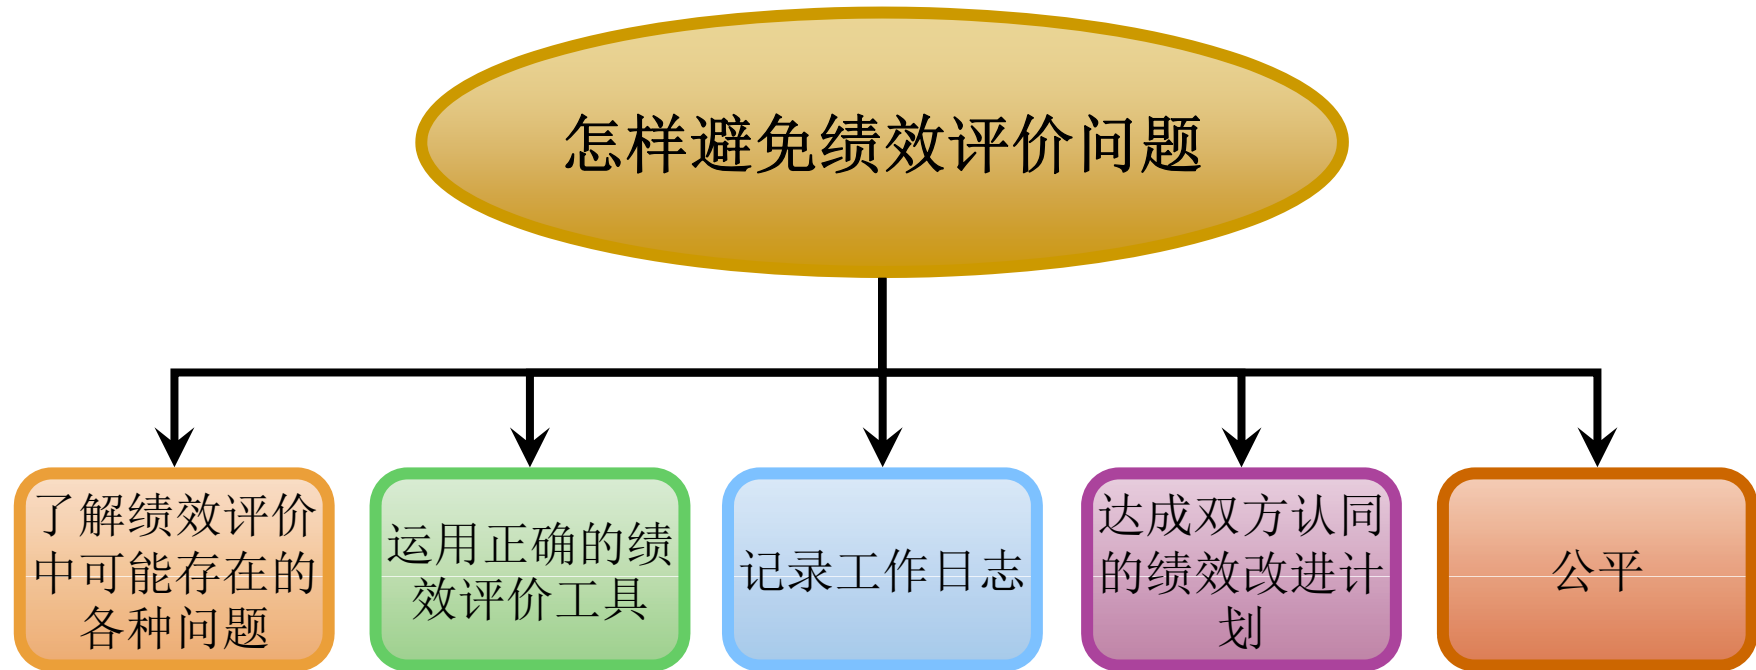 怎样避免绩效评价问题
了解绩效评价
中可能存在的
各种问题
运用正确的绩
效评价工具
记录工作日志
达成双方认同
的绩效改进计
划
公平